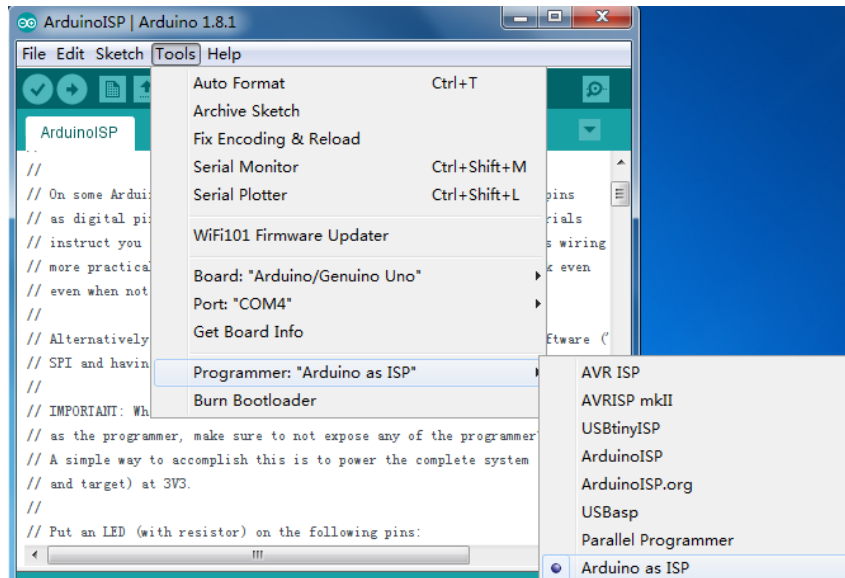 ArduinoISP | Arduino 1.8.1
File Edit Sketch Tools Help
Auto Format Ctrl+T
Archive Sketch
Fix Encoding & Reload
Serial Monitor Ctrl+Shift+M
Serial Plotter Ctrl+Shift+L
WiFi101 Firmware Updater
Board: "Arduino/Genuino Uno"
Port: "COM4"
Get Board Info
Programmer: "Arduino as ISP"
Burn Bootloader
AVR ISP
AVRISP mkII
USBtinyISP
ArduinoISP
ArduinoISP.org
USBasp
Parallel Programmer
Arduino as ISP
ArduinoISP
//
// On some Ardui pins
// as digital pi rials
// instruct you s wiring
// more practica k even
// even when not
//
// Alternatively ftware ('
// SPI and havin
//
// IMPORTANT: Wh
// as the programmer, make sure to not expose any of the programmer'
// A simple way to accomplish this is to power the complete system
// and target) at 3V3.
//
// Put an LED (with resistor) on the following pins: